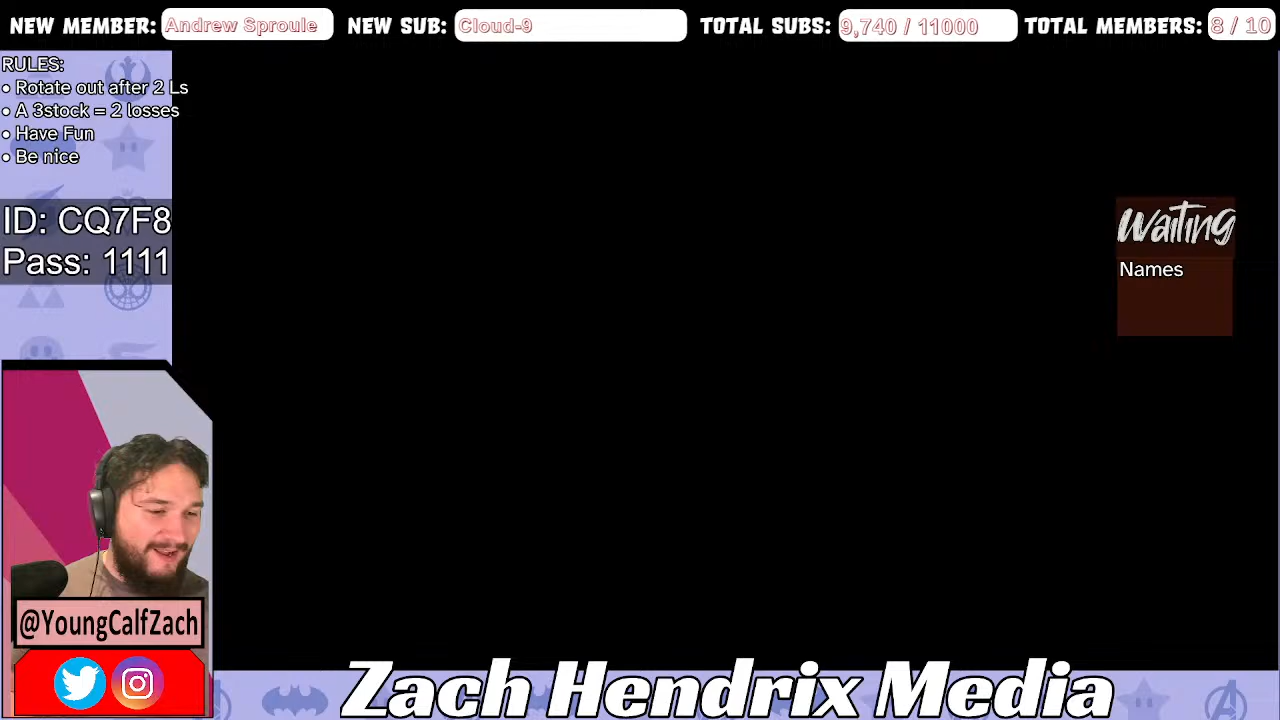 NEW MEMBER: Andrew Sproule NEW SUB: Cloud-9 TOTAL SUBS: 9,740 / 11000 TOTAL MEMBERS: 8 / 10
RULES:
• Rotate out after 2 Ls
• A 3stock = 2 losses
• Have Fun
• Be nice
ID: CQ7F8
Pass: 1111
Waiting
Names
@YoungCalfZach
Zach Hendrix Media